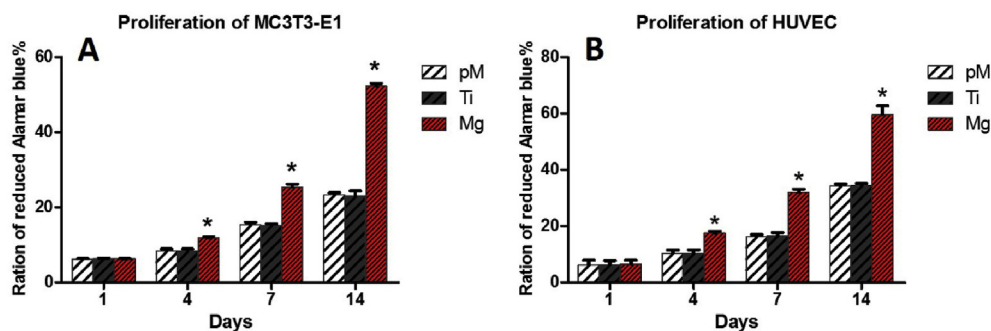 Proliferation of MC3T3-E1
A
Ration of reduced Alamar blue%
60
40
20
0
*
*
*
pM
Ti
Mg
1 4 7 14
Days
Proliferation of HUVEC
B
Ration of reduced Alamar blue%
80
60
40
20
0
*
*
*
pM
Ti
Mg
1 4 7 14
Days